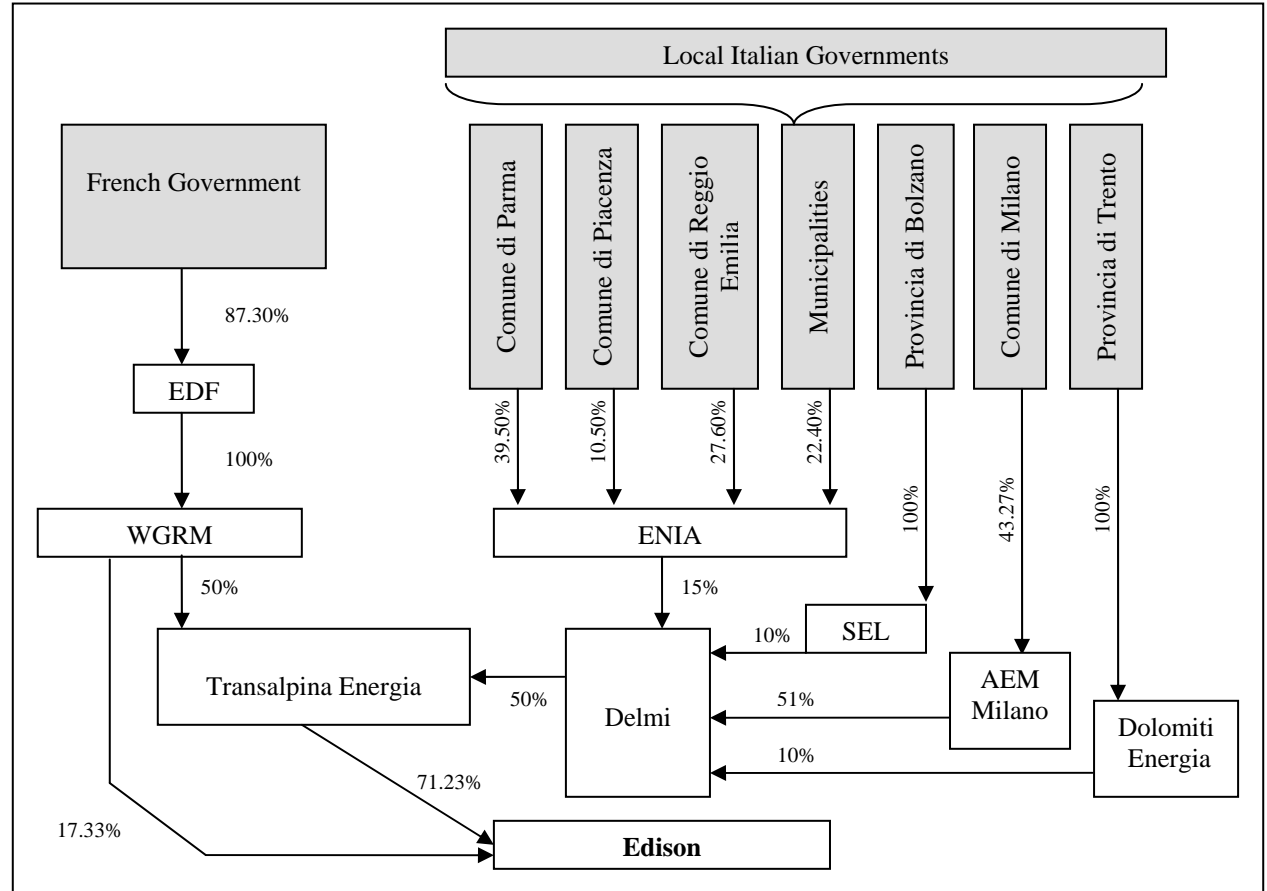 Local Italian Governments
French Government
Comune di Parma
Comune di Piacenza
Comune di Reggio
Emilia
Municipalities
Provincia di Bolzano
Comune di Milano
Provincia di Trento
87.30%
EDF
39.50%
10.50%
27.60%
22.40%
100%
43.27%
100%
100%
WGRM
ENIA
50%
15%
SEL
10%
Transalpina Energia
50%
Delmi
51%
AEM
Milano
10%
Dolomiti
Energia
71.23%
17.33%
Edison